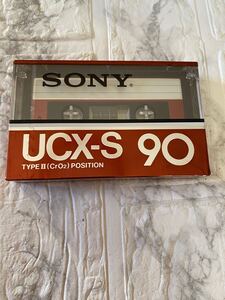 SONY®
UCX-S 90
TYPE II (CrO2) POSITION